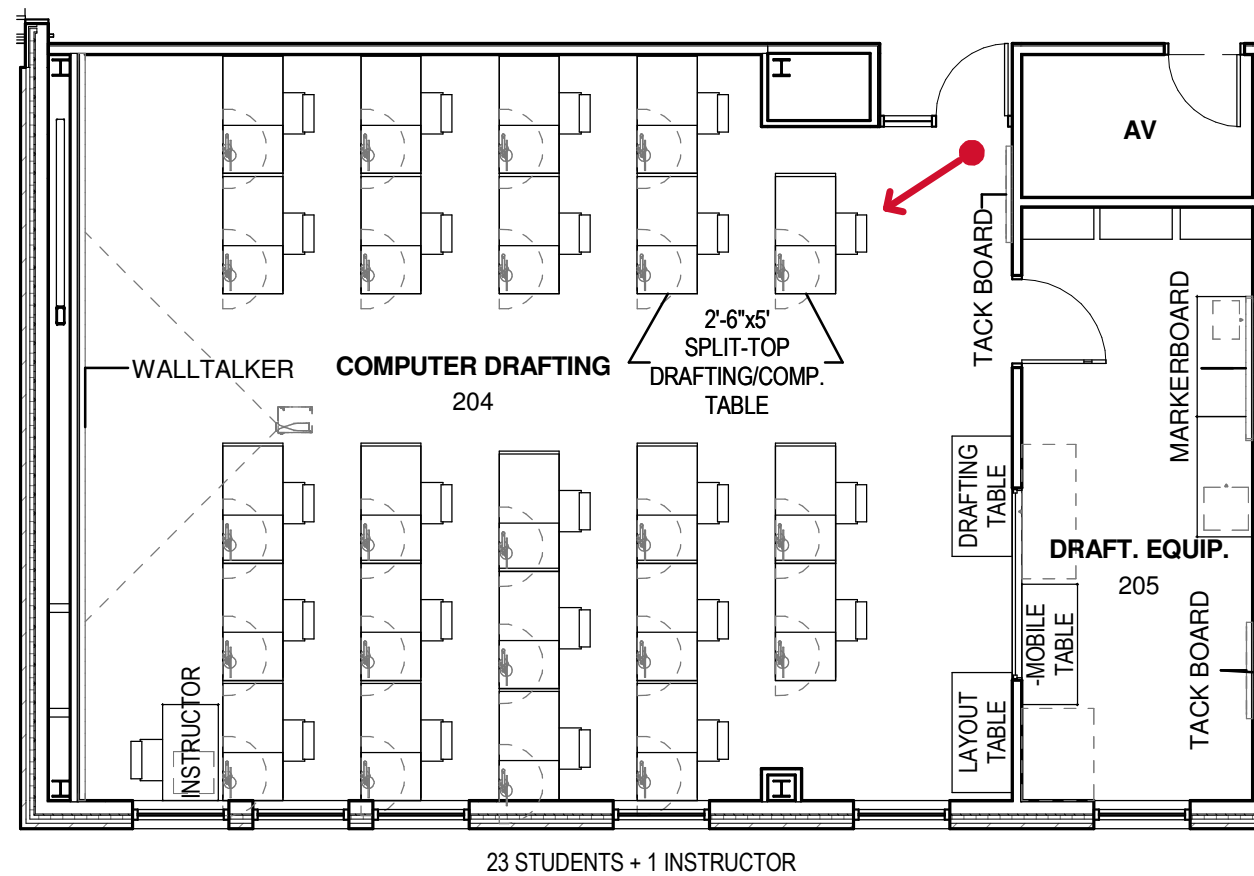 AV
TACK BOARD
2'-6"x5'
SPLIT-TOP
DRAFTING/COMP.
TABLE
WALLTALKER
COMPUTER DRAFTING
204
MARKERBOARD
DRAFTING
TABLE
DRAFT. EQUIP.
205
-MOBILE
TABLE
TACK BOARD
INSTRUCTOR
LAYOUT
TABLE
23 STUDENTS + 1 INSTRUCTOR